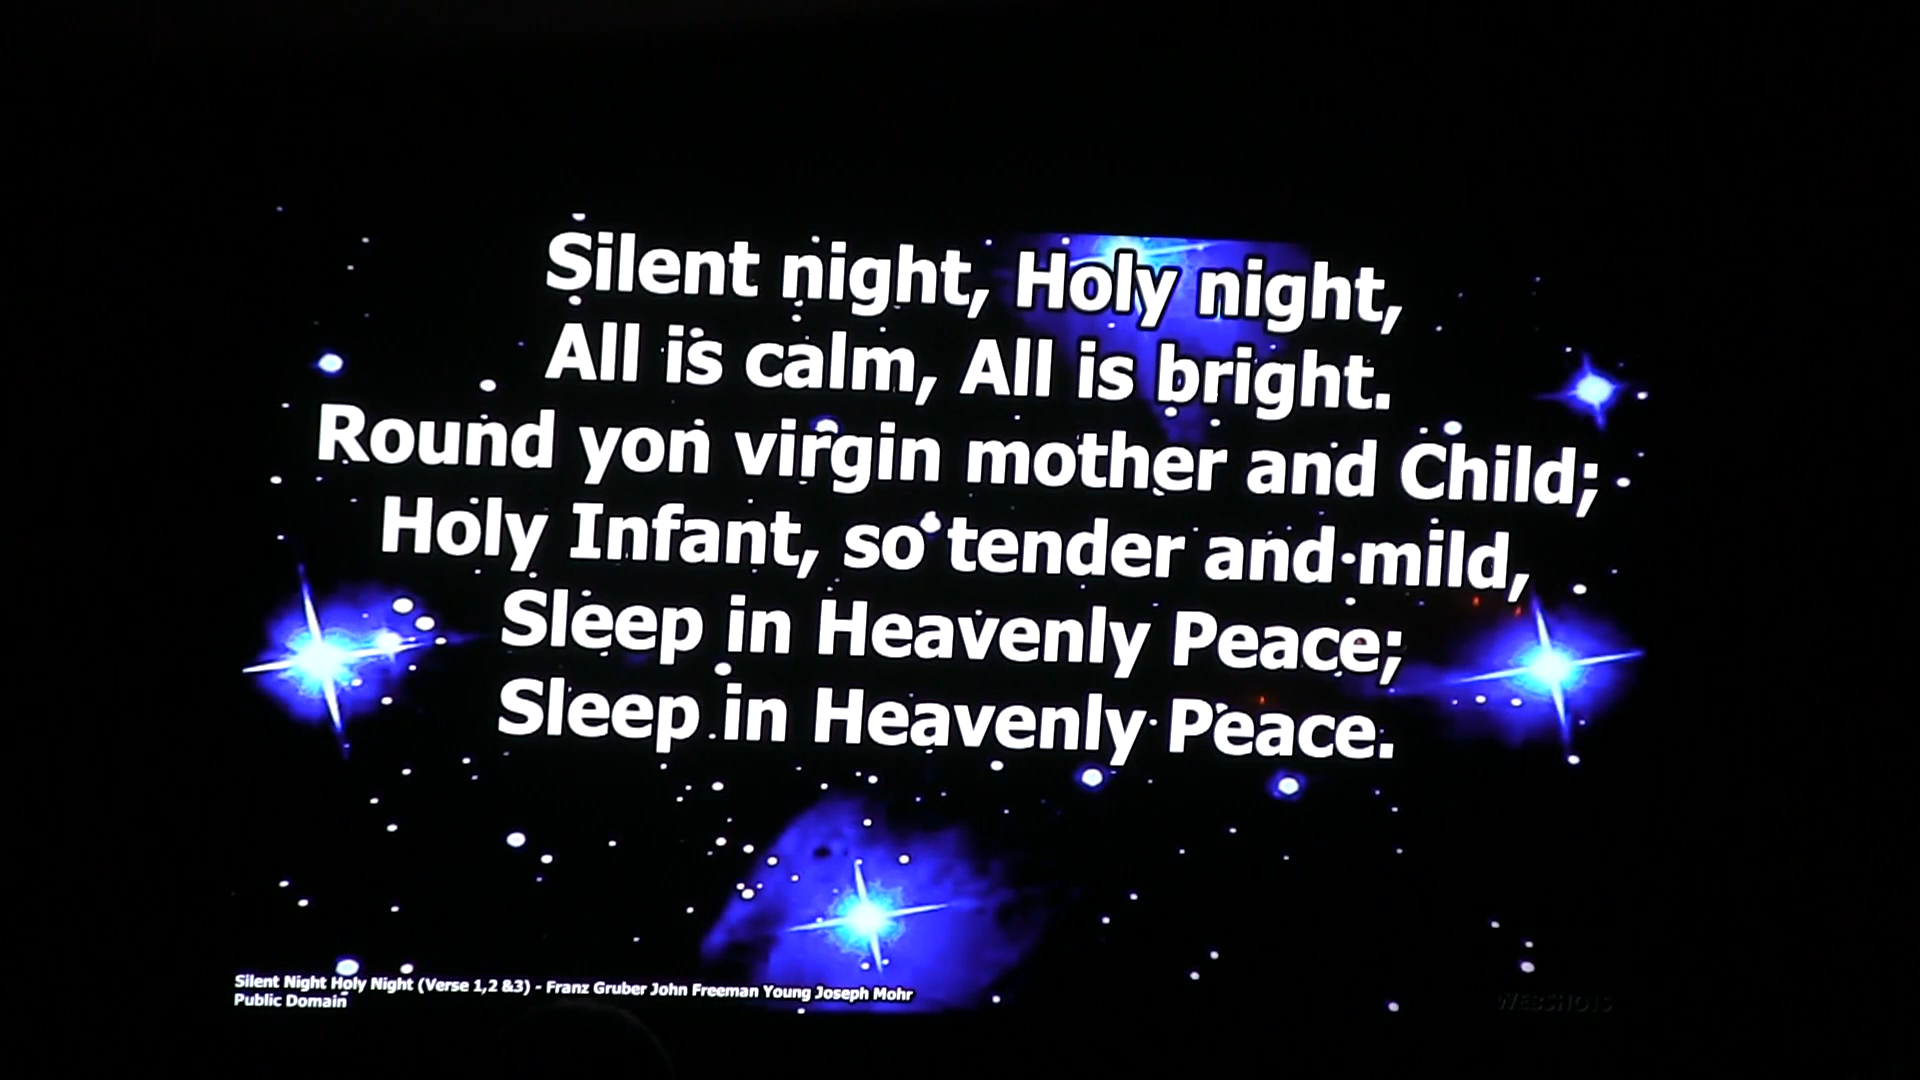 Silent night, Holy night,
All is calm, All is bright.
Round yon virgin mother and Child;
Holy Infant, so tender and mild,
Sleep in Heavenly Peace;
Sleep in Heavenly Peace.
Silent Night Holy Night (Verse 1,2 &3) - Franz Gruber John Freeman Young Joseph Mohr
Public Domain
WEBSHOTS